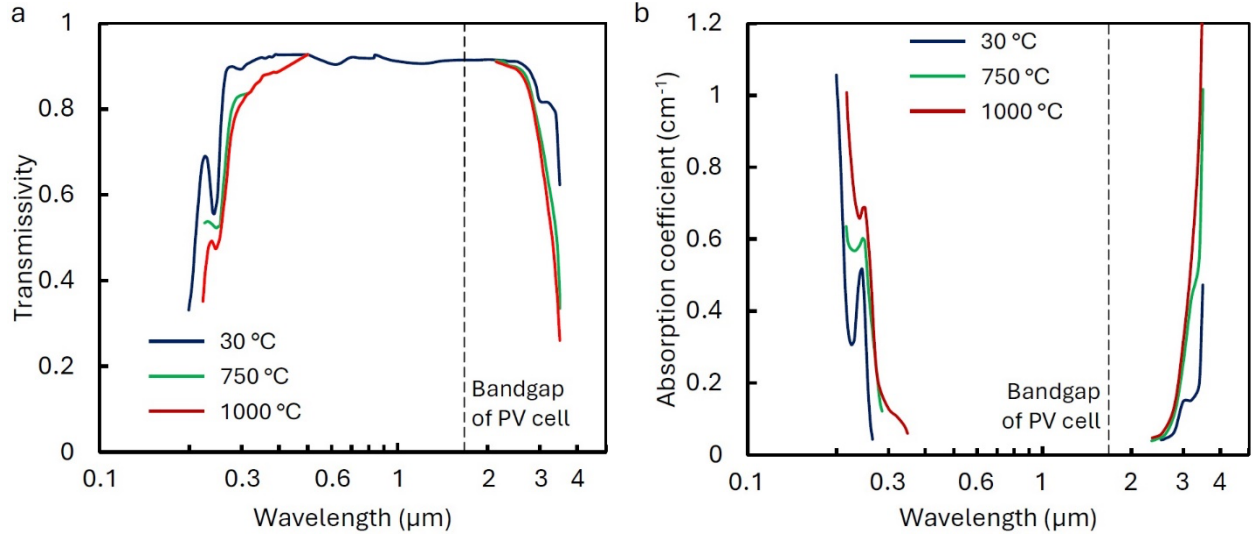 a
Transmissivity
1
0.8
0.6
0.4
0.2
0
30 °C
750 °C
1000 °C
Bandgap
of PV cell
0.1
0.3
0.6
1
2
3
4
Wavelength (μm)
b
Absorption coefficient (cm⁻¹)
1.2
1
0.8
0.6
0.4
0.2
0
30 °C
750 °C
1000 °C
Bandgap
of PV cell
0.1
0.3
0.6
1
2
3
4
Wavelength (μm)